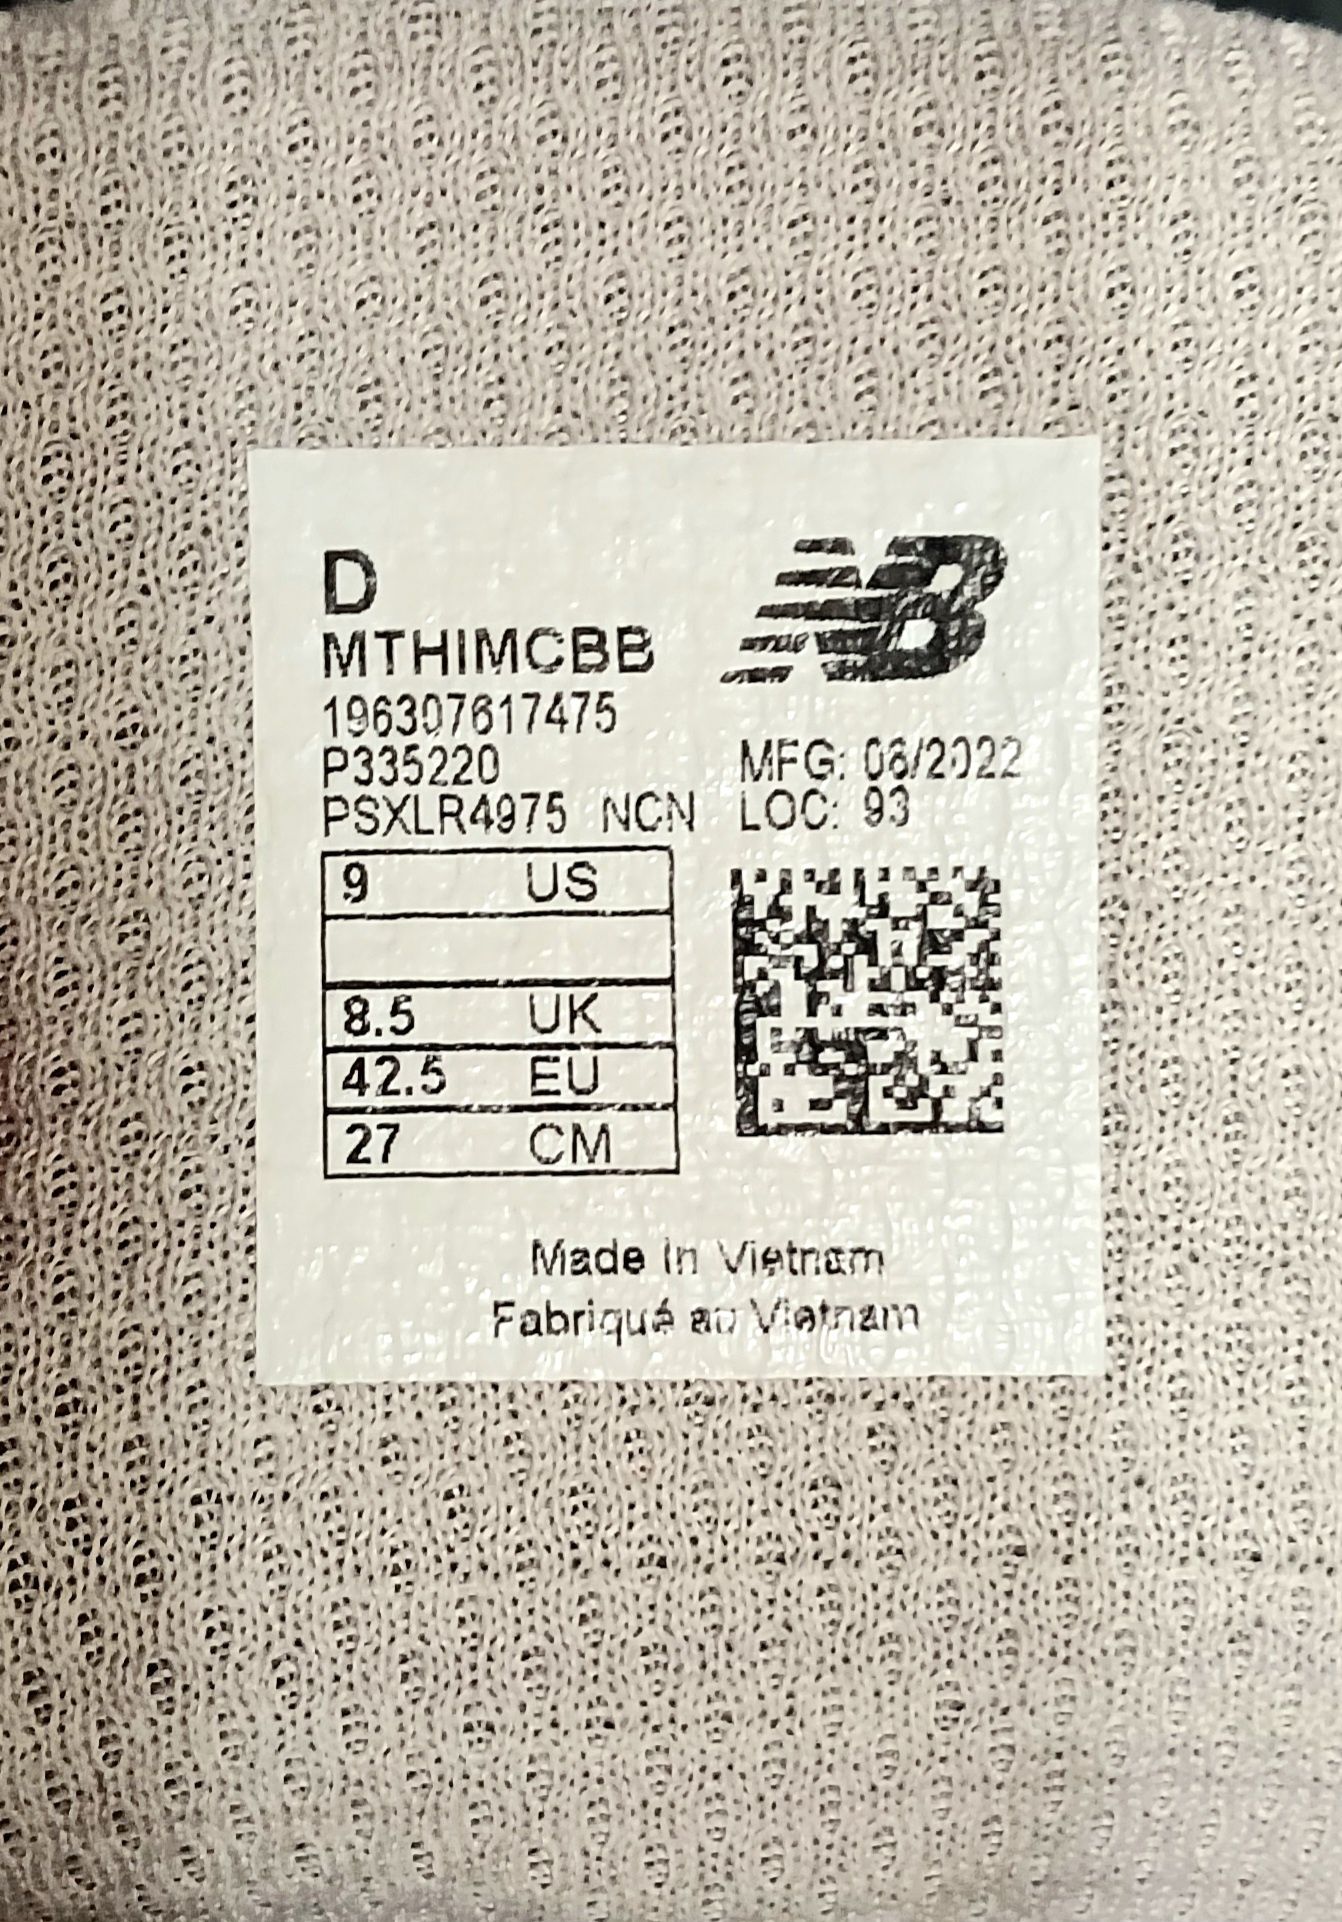 D
MTHIMCBB
196307617475
P335220
PSXLR4975 NCN
MFG: 06/2022
LOC: 93
9 US
8.5 UK
42.5 EU
27 CM
Made in Vietnam
Fabriqué au Vietnam